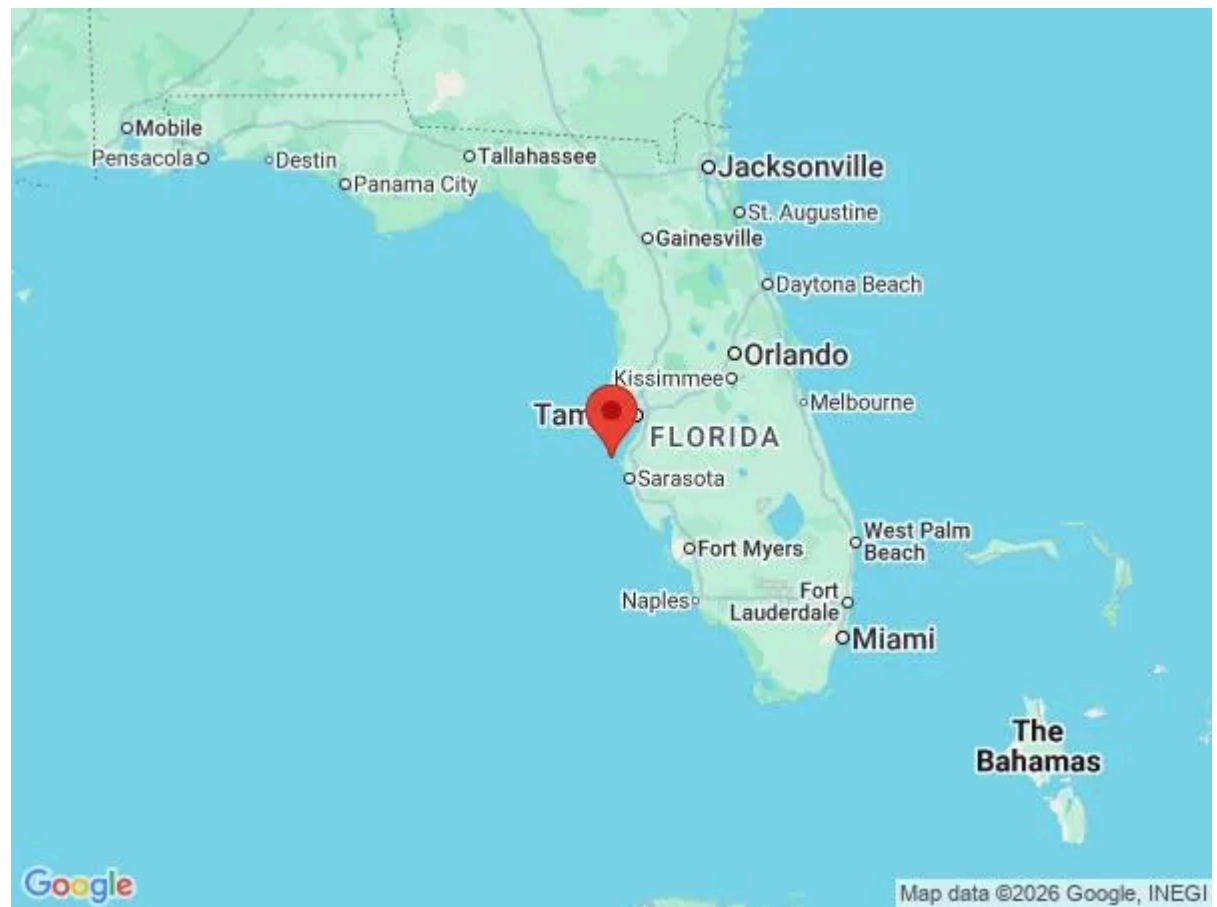 Mobile
Pensacola
Destin
Tallahassee
Panama City
Jacksonville
St. Augustine
Gainesville
Daytona Beach
Orlando
Kissimmee
Melbourne
Tam
FLORIDA
Sarasota
West Palm
Beach
Fort Myers
Fort
Lauderdale
Naples
Miami
The
Bahamas
Google
Map data ©2026 Google, INEGI